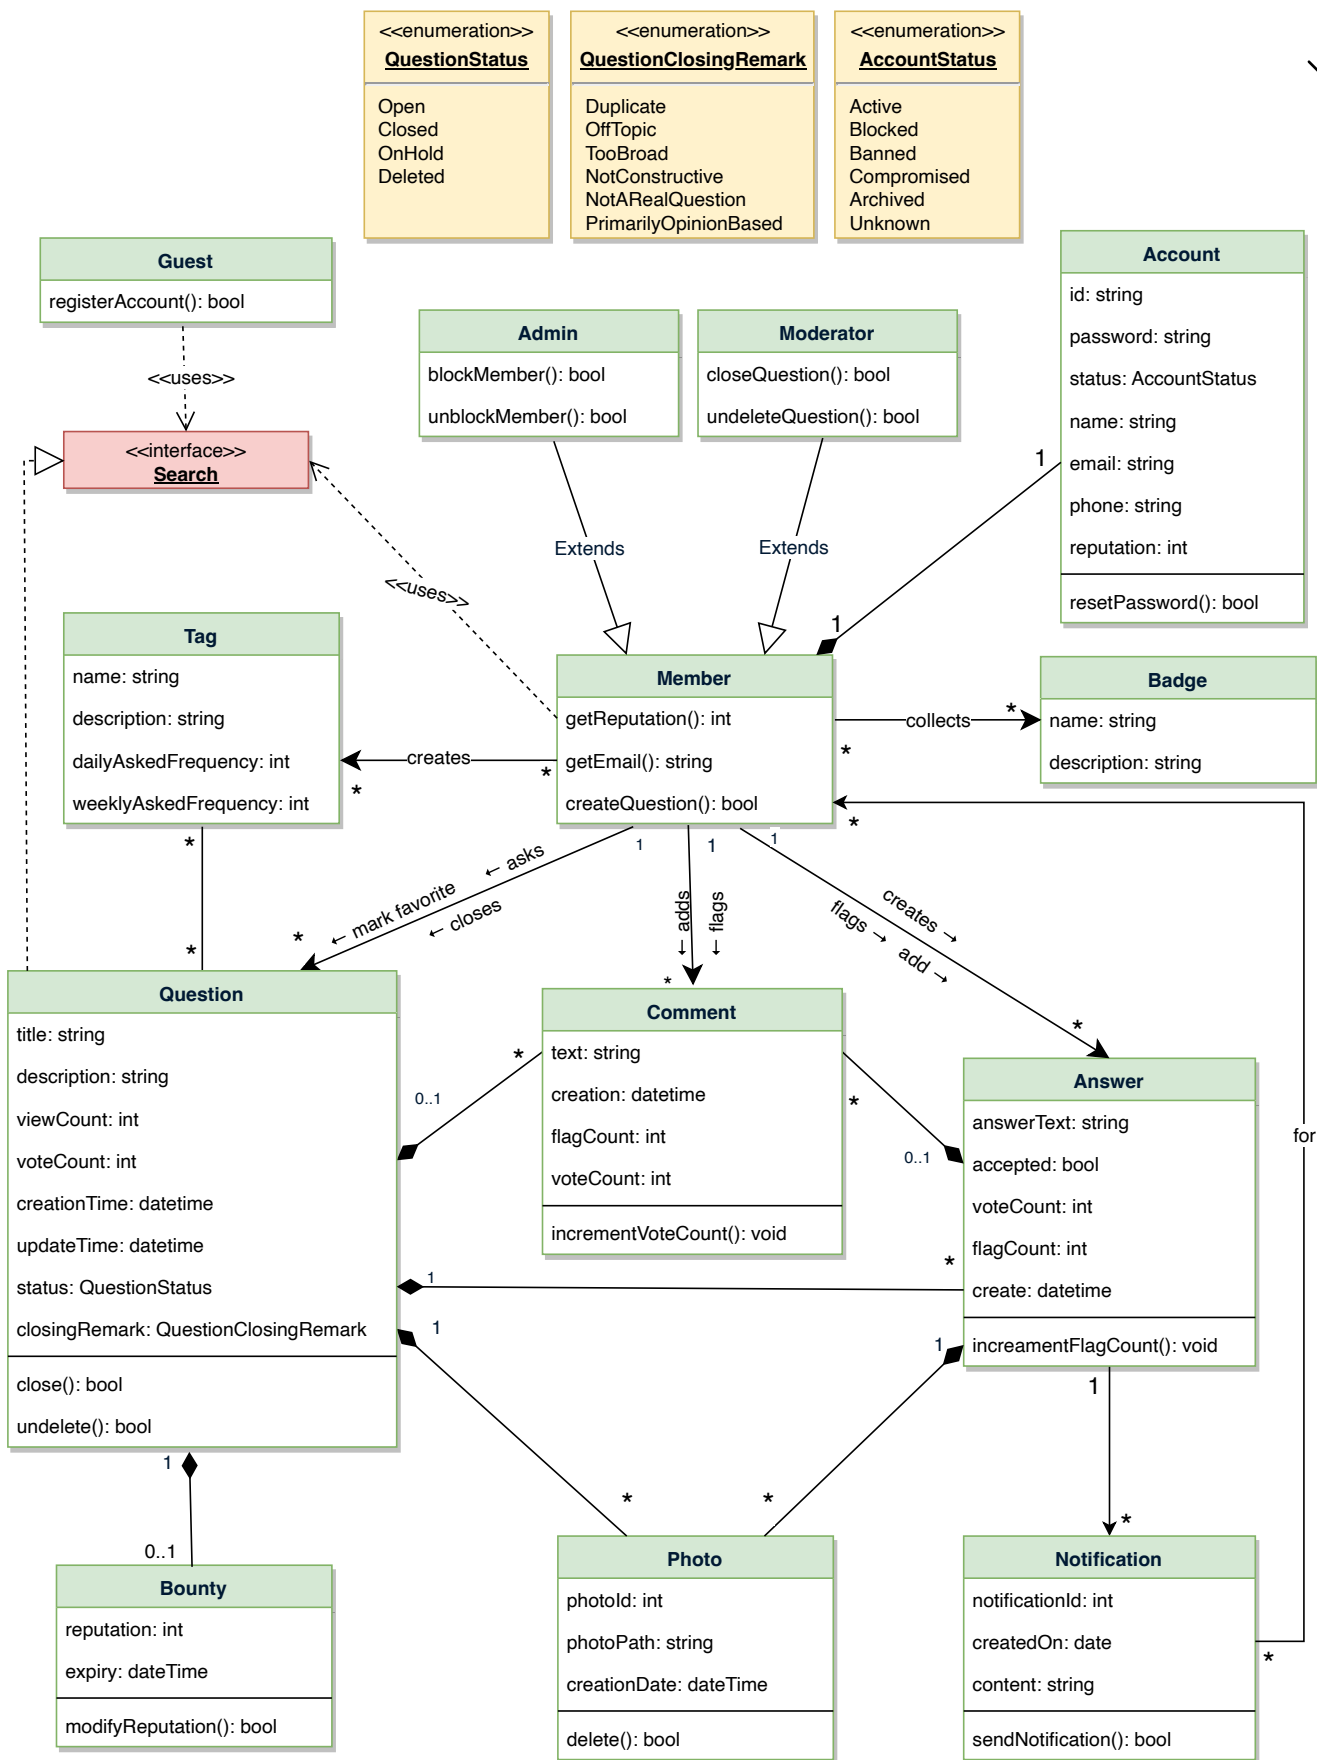 <<enumeration>>
QuestionStatus
Open
Closed
OnHold
Deleted
<<enumeration>>
QuestionClosingRemark
Duplicate
OffTopic
TooBroad
NotConstructive
NotARealQuestion
PrimarilyOpinionBased
<<enumeration>>
AccountStatus
Active
Blocked
Banned
Compromised
Archived
Unknown
Guest
registerAccount(): bool
<<uses>>
<<interface>>
Search
Admin
blockMember(): bool
unblockMember(): bool
Extends
Moderator
closeQuestion(): bool
undeleteQuestion(): bool
Extends
Account
id: string
password: string
status: AccountStatus
name: string
email: string
phone: string
reputation: int
resetPassword(): bool
1
1
<<uses>>
Tag
name: string
description: string
dailyAskedFrequency: int
weeklyAskedFrequency: int
creates
*
*
Member
getReputation(): int
getEmail(): string
createQuestion(): bool
collects
*
*
Badge
name: string
description: string
*
*
*
1
← asks
← mark favorite
← closes
*
1
← adds
← flags
*
1
creates →
flags →
add →
*
Question
title: string
description: string
viewCount: int
voteCount: int
creationTime: datetime
updateTime: datetime
status: QuestionStatus
closingRemark: QuestionClosingRemark
close(): bool
undelete(): bool
*
0..1
Comment
text: string
creation: datetime
flagCount: int
voteCount: int
incrementVoteCount(): void
*
0..1
Answer
answerText: string
accepted: bool
voteCount: int
flagCount: int
create: datetime
increamentFlagCount(): void
for
1
*
1
*
1
*
1
0..1
Bounty
reputation: int
expiry: dateTime
modifyReputation(): bool
Photo
photoId: int
photoPath: string
creationDate: dateTime
delete(): bool
1
*
Notification
notificationId: int
createdOn: date
content: string
sendNotification(): bool
*